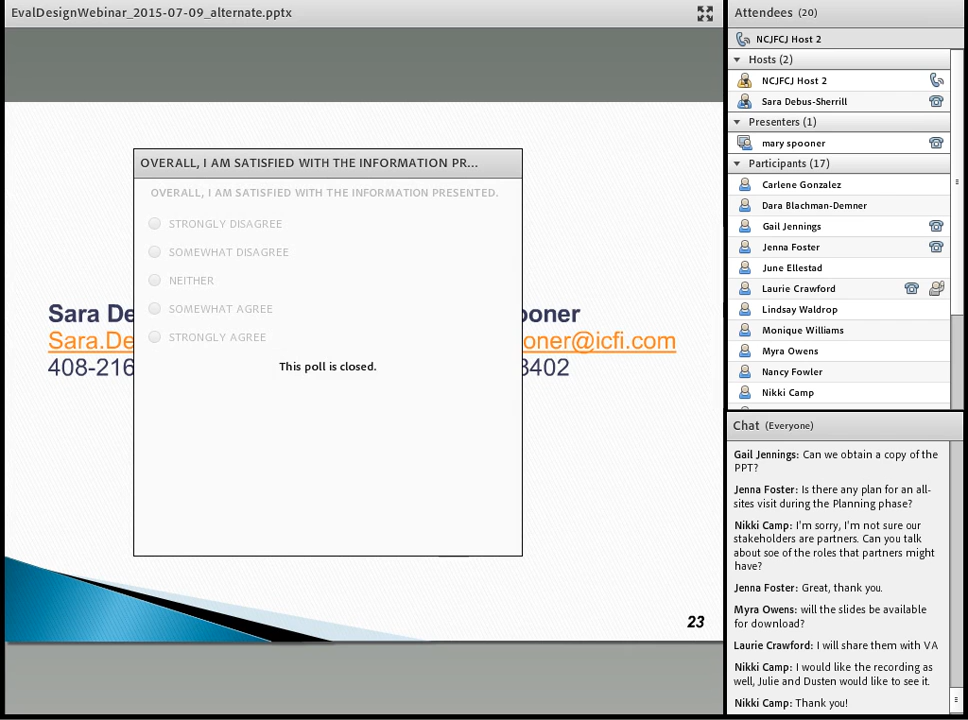 EvalDesignWebinar_2015-07-09_alternate.pptx
OVERALL, I AM SATISFIED WITH THE INFORMATION PR...
OVERALL, I AM SATISFIED WITH THE INFORMATION PRESENTED.
STRONGLY DISAGREE
SOMEWHAT DISAGREE
NEITHER
SOMEWHAT AGREE
STRONGLY AGREE
This poll is closed.
Sara De
Sara.De
408-216
ooner
oner@icfi.com
8402
23
Attendees (20)
NCJFCJ Host 2
Hosts (2)
NCJFCJ Host 2
Sara Debus-Sherrill
Presenters (1)
mary spooner
Participants (17)
Carlene Gonzalez
Dara Blachman-Demner
Gail Jennings
Jenna Foster
June Ellestad
Laurie Crawford
Lindsay Waldrop
Monique Williams
Myra Owens
Nancy Fowler
Nikki Camp
Chat (Everyone)
Gail Jennings: Can we obtain a copy of the
PPT?
Jenna Foster: Is there any plan for an all-
sites visit during the Planning phase?
Nikki Camp: I'm sorry, I'm not sure our
stakeholders are partners. Can you talk
about soe of the roles that partners might
have?
Jenna Foster: Great, thank you.
Myra Owens: will the slides be available
for download?
Laurie Crawford: I will share them with VA
Nikki Camp: I would like the recording as
well, Julie and Dusten would like to see it.
Nikki Camp: Thank you!